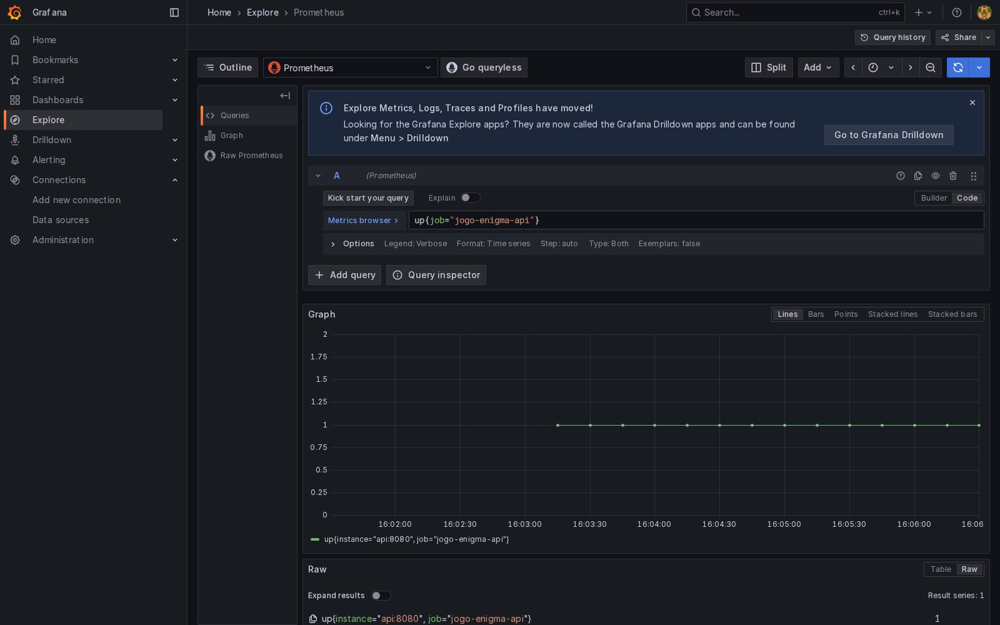 Grafana
Home › Explore › Prometheus
Search...
ctrl+k
Query history
Share
Home
Bookmarks
Starred
Dashboards
Explore
Drilldown
Alerting
Connections
Add new connection
Data sources
Administration
Outline
Prometheus
Go queryless
Split
Add
Queries
Graph
Raw Prometheus
Explore Metrics, Logs, Traces and Profiles have moved!
Looking for the Grafana Explore apps? They are now called the Grafana Drilldown apps and can be found
under Menu > Drilldown
Go to Grafana Drilldown
A (Prometheus)
Kick start your query
Explain
Builder
Code
Metrics browser >
up{job="jogo-enigma-api"}
Options Legend: Verbose Format: Time series Step: auto Type: Both Exemplars: false
Add query
Query inspector
Graph
Lines Bars Points Stacked lines Stacked bars
2
1.75
1.5
1.25
1
0.75
0.5
0.25
0
16:02:00 16:02:30 16:03:00 16:03:30 16:04:00 16:04:30 16:05:00 16:05:30 16:06:00 16:06
up{instance="api:8080", job="jogo-enigma-api"}
Raw
Table Raw
Expand results
Result series: 1
up{instance="api:8080", job="jogo-enigma-api"} 1